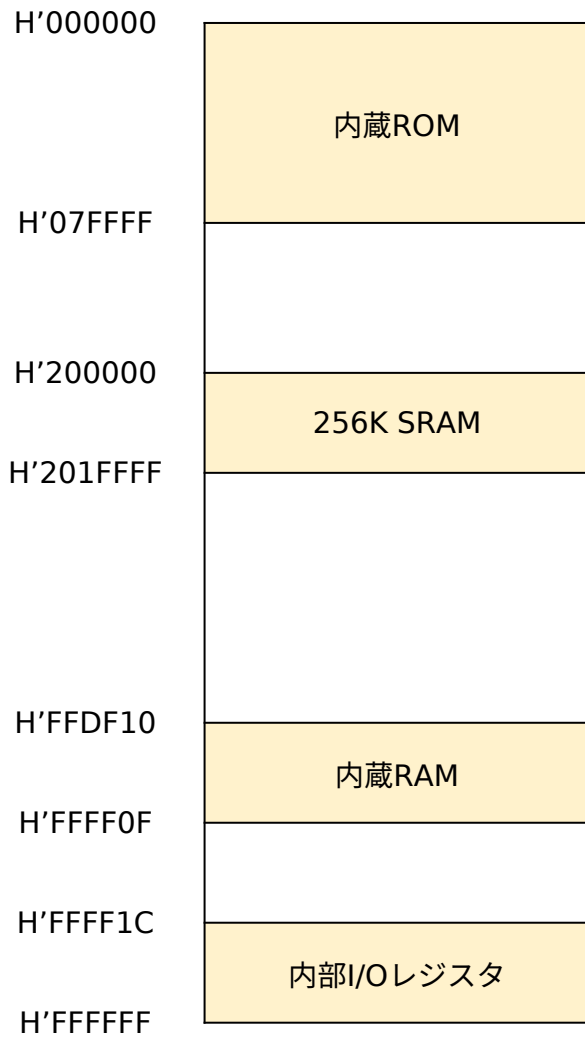 H’000000
内蔵ROM
H’07FFFF
H’200000
256K SRAM
H’201FFFF
H’FFDF10
内蔵RAM
H’FFFF0F
H’FFFF1C
内部I/Oレジスタ
H’FFFFFF